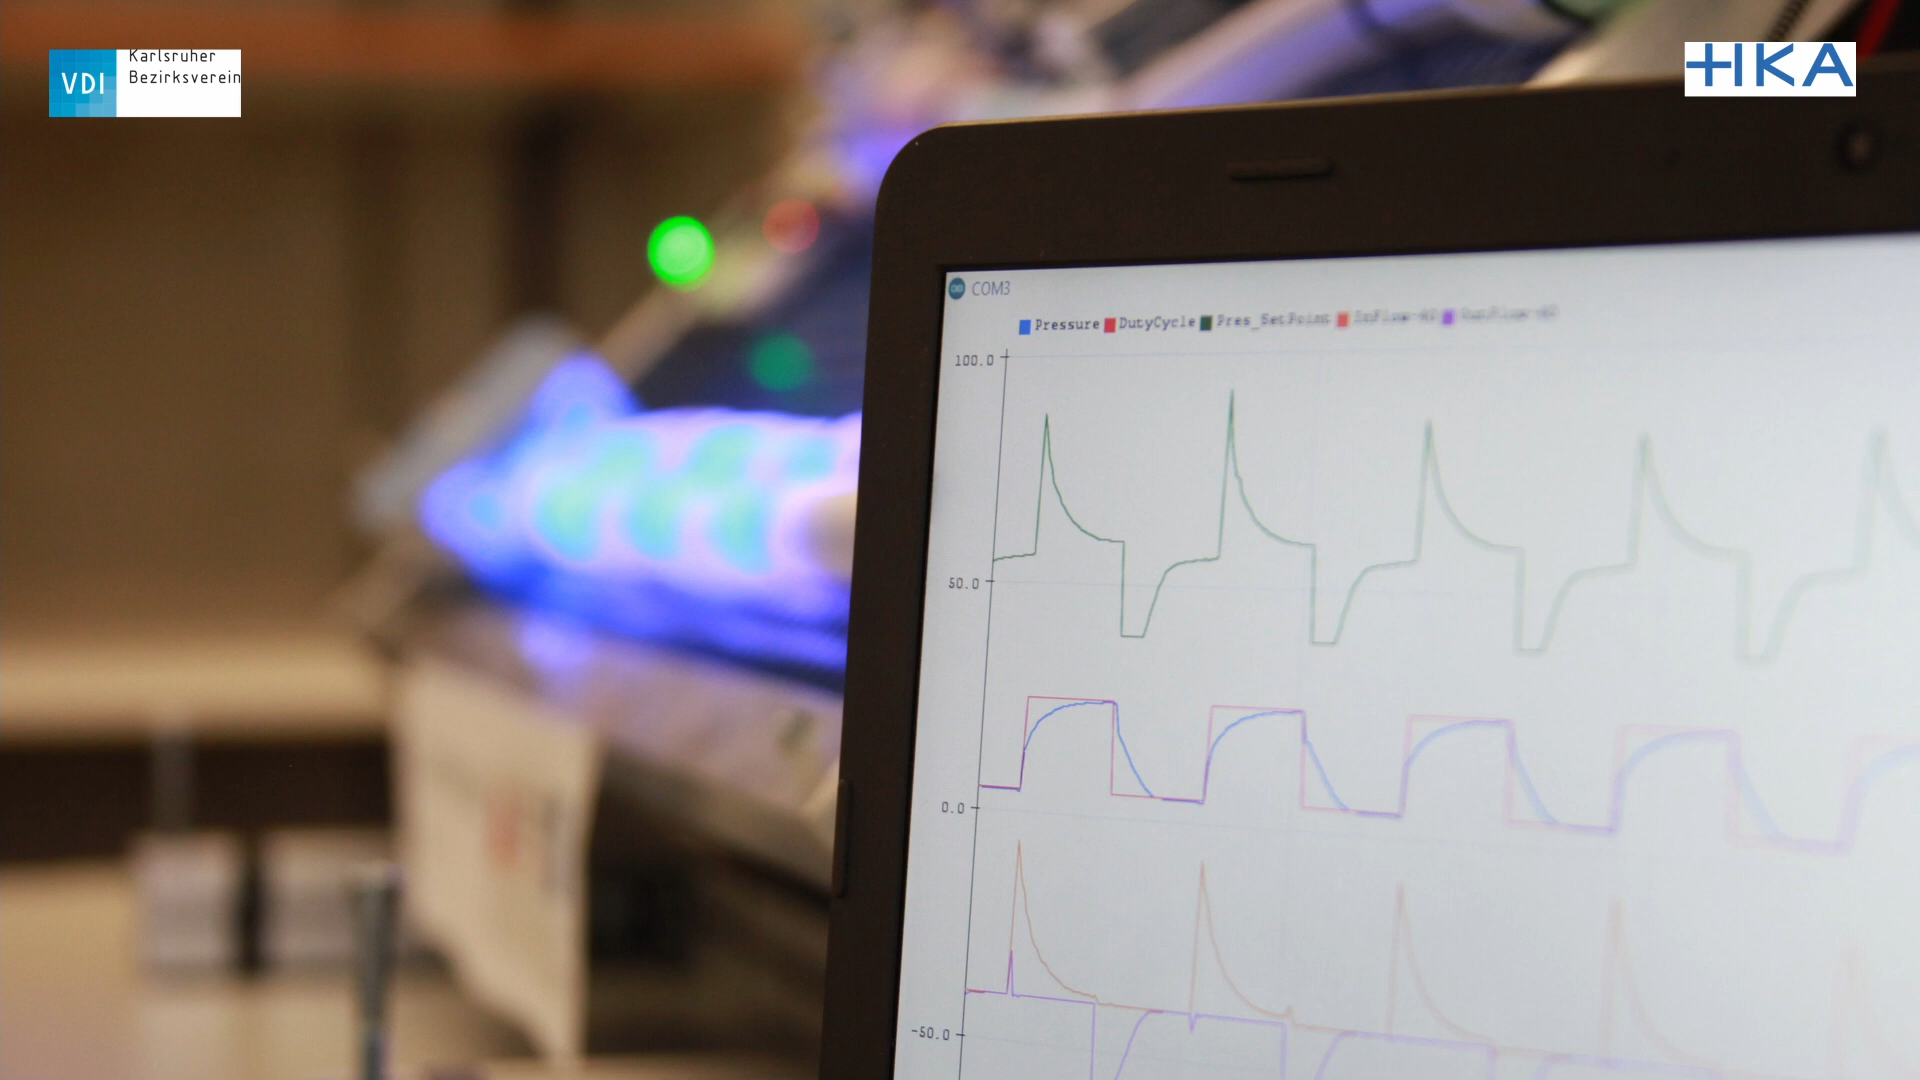 Karlsruher
VDI Bezirksverein
HKA
COM3
Pressure DutyCycle Pres_SetPoint
100.0
50.0
0.0
-50.0